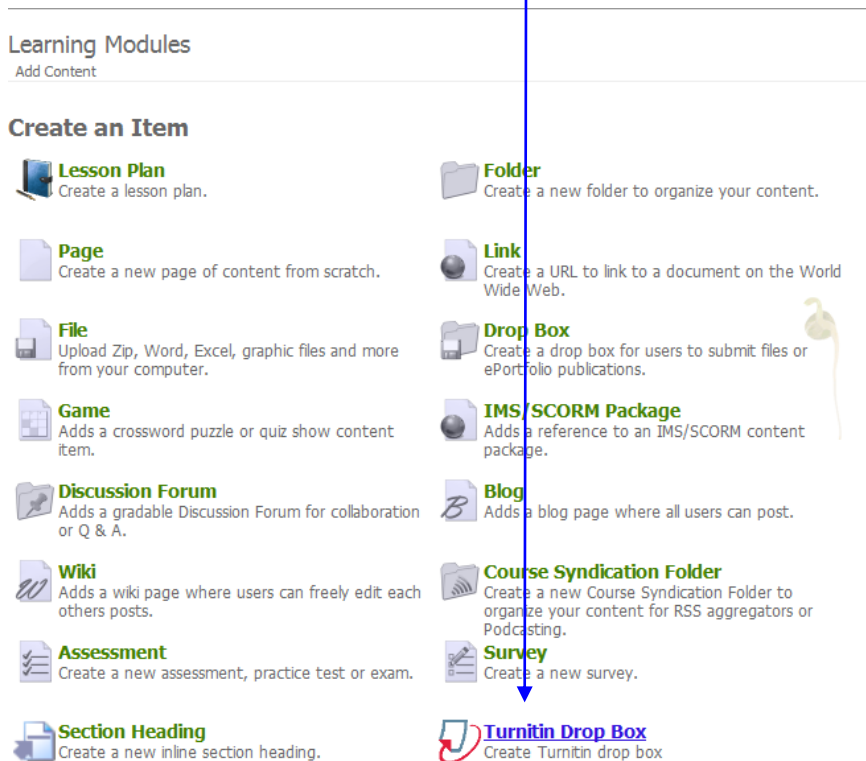 Learning Modules
Add Content
Create an Item
Lesson Plan
Create a lesson plan.
Folder
Create a new folder to organize your content.
Page
Create a new page of content from scratch.
Link
Create a URL to link to a document on the World
Wide Web.
File
Upload Zip, Word, Excel, graphic files and more
from your computer.
Drop Box
Create a drop box for users to submit files or
ePortfolio publications.
Game
Adds a crossword puzzle or quiz show content
item.
IMS/SCORM Package
Adds a reference to an IMS/SCORM content
package.
Discussion Forum
Adds a gradable Discussion Forum for collaboration
or Q & A.
Blog
Adds a blog page where all users can post.
Wiki
Adds a wiki page where users can freely edit each
others posts.
Course Syndication Folder
Create a new Course Syndication Folder to
organize your content for RSS aggregators or
Podcasting.
Assessment
Create a new assessment, practice test or exam.
Survey
Create a new survey.
Section Heading
Create a new inline section heading.
Turnitin Drop Box
Create Turnitin drop box